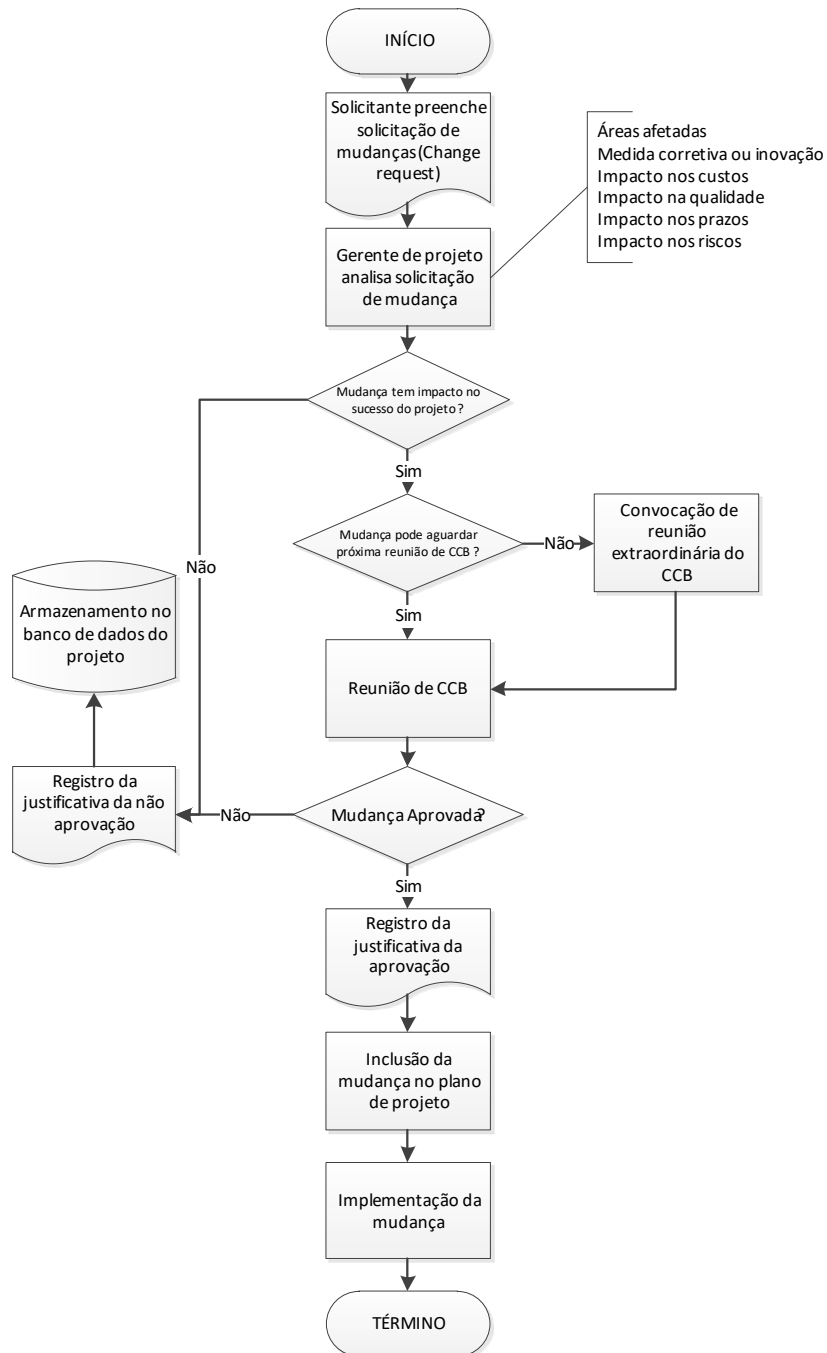 INÍCIO
Solicitante preenche
solicitação de
mudanças (Change
request)
Áreas afetadas
Medida corretiva ou inovação
Impacto nos custos
Impacto na qualidade
Impacto nos prazos
Impacto nos riscos
Gerente de projeto
analisa solicitação
de mudança
Mudança tem impacto no
sucesso do projeto ?
Sim
Não
Mudança pode aguardar
próxima reunião de CCB ?
Não
Convocação de
reunião
extraordinária do
CCB
Sim
Armazenamento no
banco de dados do
projeto
Reunião de CCB
Registro da
justificativa da não
aprovação
Não
Mudança Aprovada?
Sim
Registro da
justificativa da
aprovação
Inclusão da
mudança no plano
de projeto
Implementação da
mudança
TÉRMINO